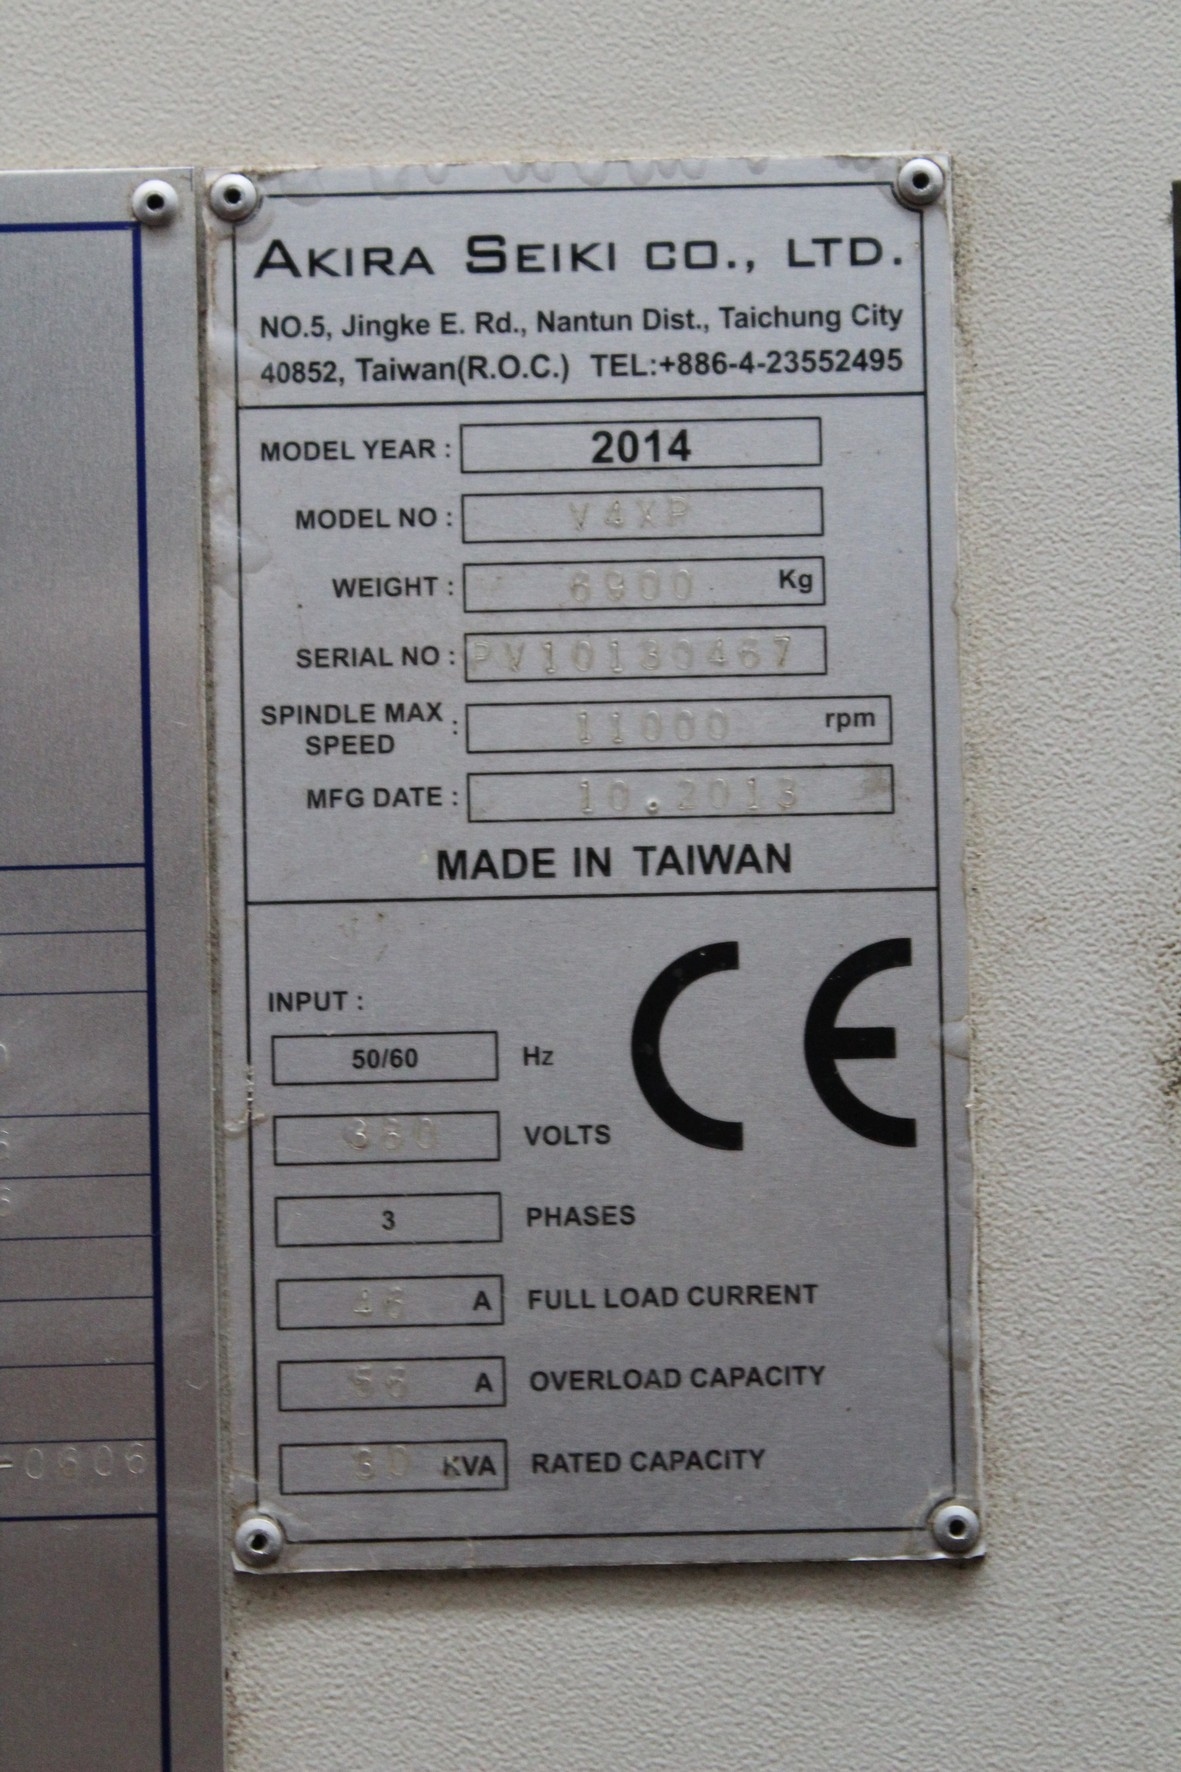 AKIRA SEIKI CO., LTD.
NO.5, Jingke E. Rd., Nantun Dist., Taichung City
40852, Taiwan(R.O.C.) TEL:+886-4-23552495
MODEL YEAR : 2014
MODEL NO : V4XP
WEIGHT : 6900 Kg
SERIAL NO : PV10130467
SPINDLE MAX SPEED : 11000 rpm
MFG DATE : 10.2013
MADE IN TAIWAN
CE
INPUT :
50/60 Hz
380 VOLTS
3 PHASES
46 A FULL LOAD CURRENT
56 A OVERLOAD CAPACITY
30 KVA RATED CAPACITY
-0606